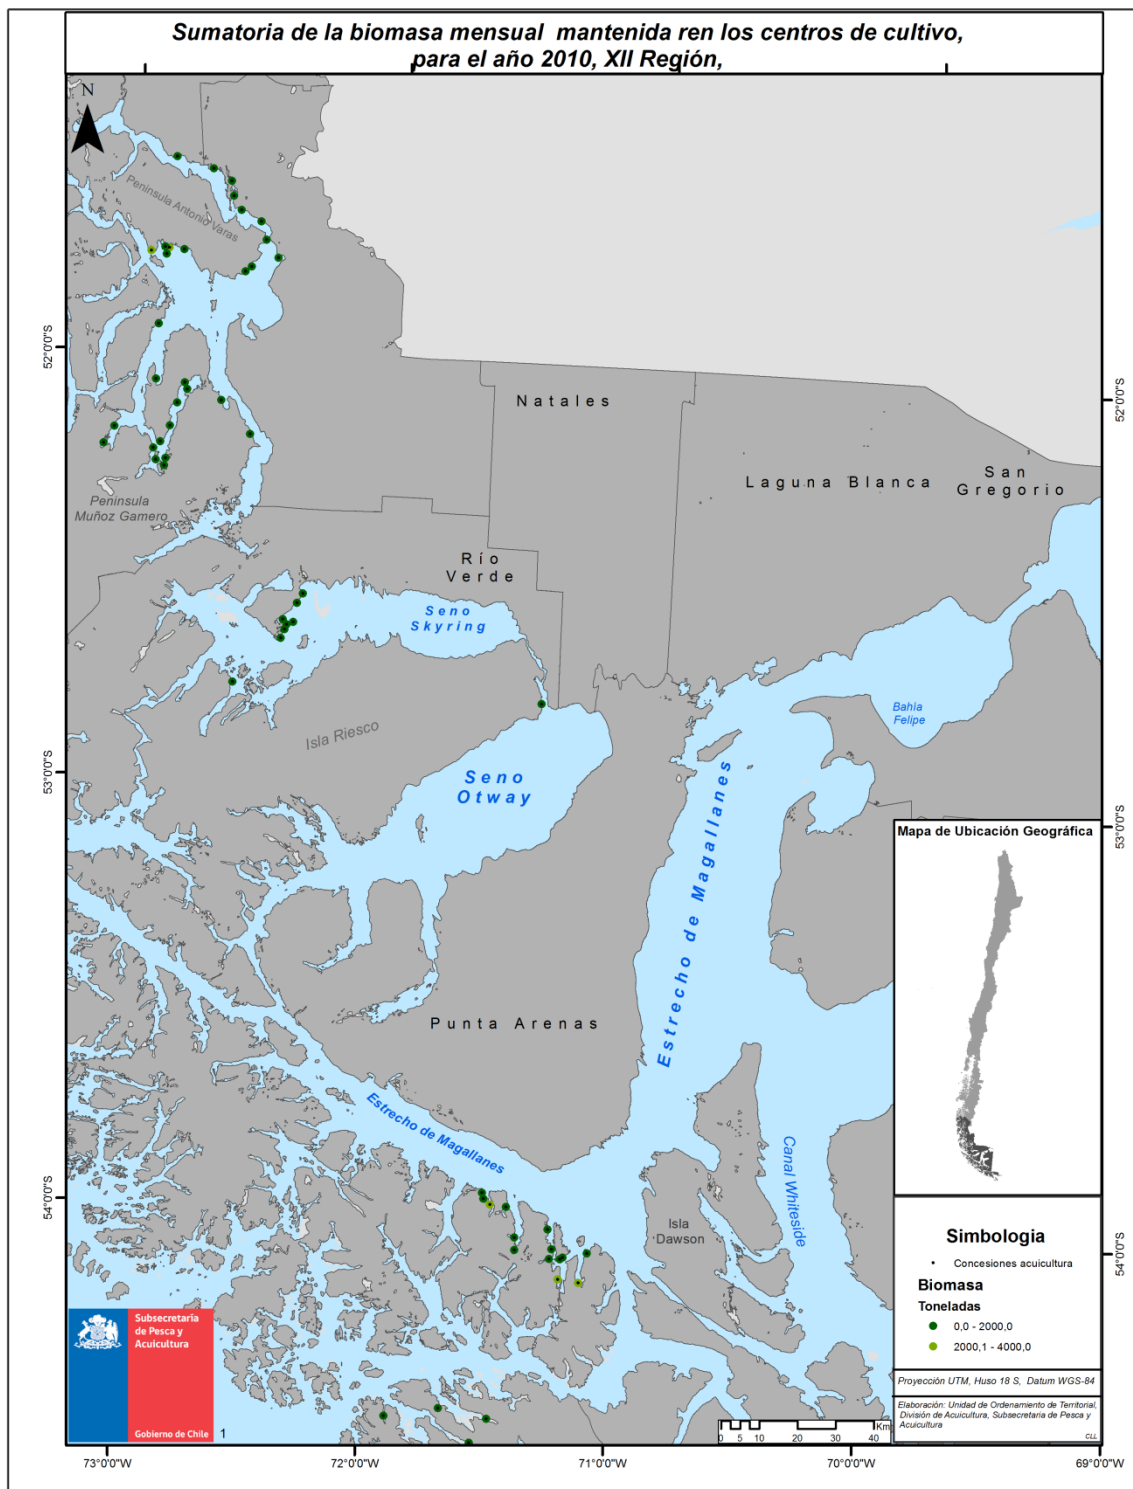 Sumatoria de la biomasa mensual mantenida ren los centros de cultivo,
para el año 2010, XII Región,
N
Peninsula Antonio Varas
52°0'0"S
52°0'0"S
Natales
Laguna Blanca
San
Gregorio
Peninsula
Muñoz Gamero
Río
Verde
Seno
Skyring
Bahia
Felipe
Isla Riesco
Seno
Otway
53°0'0"S
53°0'0"S
Estrecho de Magallanes
Mapa de Ubicación Geográfica
Punta Arenas
Estrecho de Magallanes
Canal Whiteside
Isla
Dawson
54°0'0"S
54°0'0"S
Simbologia
Concesiones acuicultura
Biomasa
Toneladas
0,0 - 2000,0
2000,1 - 4000,0
Proyección UTM, Huso 18 S, Datum WGS-84
Elaboración: Unidad de Ordenamiento de Territorial,
División de Acuicultura, Subsecretaria de Pesca y
Acuicultura
CLL
Subsecretaría
de Pesca y
Acuicultura
Gobierno de Chile
1
Km
0 5 10 20 30 40
73°0'0"W
72°0'0"W
71°0'0"W
70°0'0"W
69°0'0"W